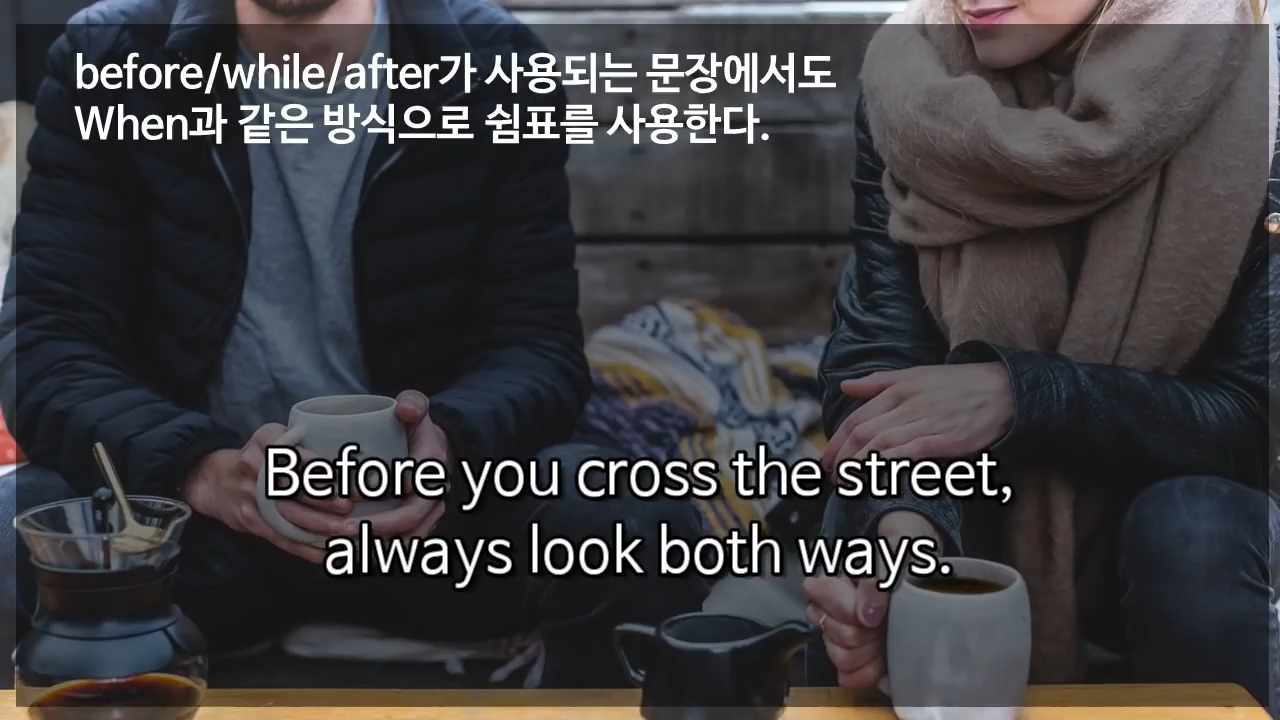 before/while/after가 사용되는 문장에서도
When과 같은 방식으로 쉼표를 사용한다.
Before you cross the street,
always look both ways.